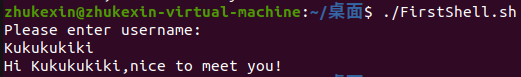 zhukexin@zhukexin-virtual-machine:~/桌面$ ./FirstShell.sh
Please enter username:
Kukukukiki
Hi Kukukukiki,nice to meet you!